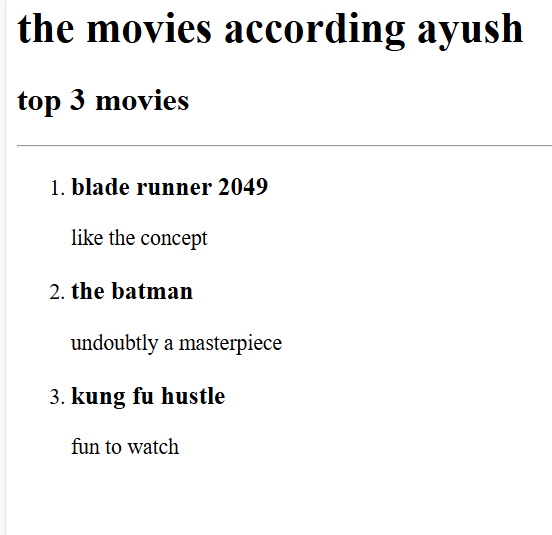 the movies according ayush
top 3 movies
1. blade runner 2049
like the concept
2. the batman
undoubtly a masterpiece
3. kung fu hustle
fun to watch